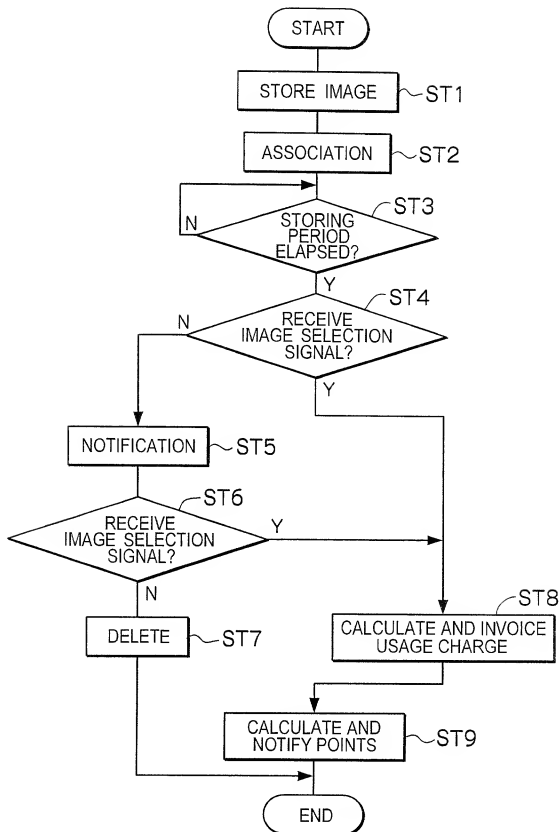 START
STORE IMAGE
ST1
ASSOCIATION
ST2
ST3
N
STORING
PERIOD
ELAPSED?
Y
ST4
N
RECEIVE
IMAGE SELECTION
SIGNAL?
Y
NOTIFICATION
ST5
ST6
RECEIVE
IMAGE SELECTION
SIGNAL?
Y
N
DELETE
ST7
ST8
CALCULATE AND INVOICE
USAGE CHARGE
CALCULATE AND
NOTIFY POINTS
ST9
END